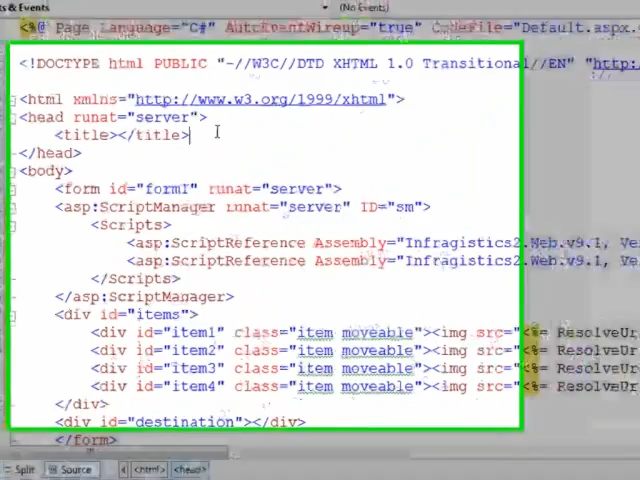 ts & Events
(No Events)
<%@ Page Language="C#" AutoEventWireup="true" CodeFile="Default.aspx.
<!DOCTYPE html PUBLIC "-//W3C//DTD XHTML 1.0 Transitional//EN" "http:
<html xmlns="http://www.w3.org/1999/xhtml">
<head runat="server">
<title></title>
</head>
<body>
<form id="form1" runat="server">
<asp:ScriptManager runat="server" ID="sm">
<Scripts>
<asp:ScriptReference Assembly="Infragistics2.Web.v9.1, Ve
<asp:ScriptReference Assembly="Infragistics2.Web.v9.1, Ve
</Scripts>
</asp:ScriptManager>
<div id="items">
<div id="item1" class="item moveable"><img src="<%= ResolveUr
<div id="item2" class="item moveable"><img src="<%= ResolveUr
<div id="item3" class="item moveable"><img src="<%= ResolveUr
<div id="item4" class="item moveable"><img src="<%= ResolveUr
</div>
<div id="destination"></div>
</form>
Split Source <html> <head>